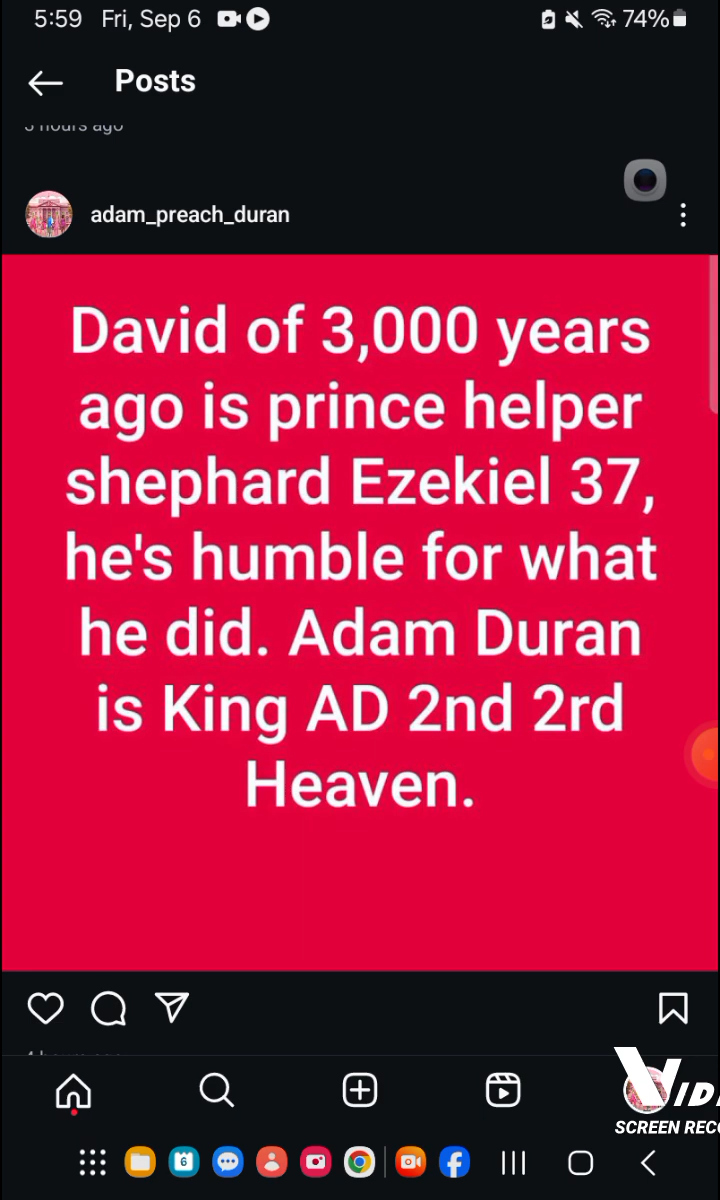 5:59 Fri, Sep 6 74%
Posts
adam_preach_duran
David of 3,000 years
ago is prince helper
shephard Ezekiel 37,
he's humble for what
he did. Adam Duran
is King AD 2nd 2rd
Heaven.
6
SCREEN REC